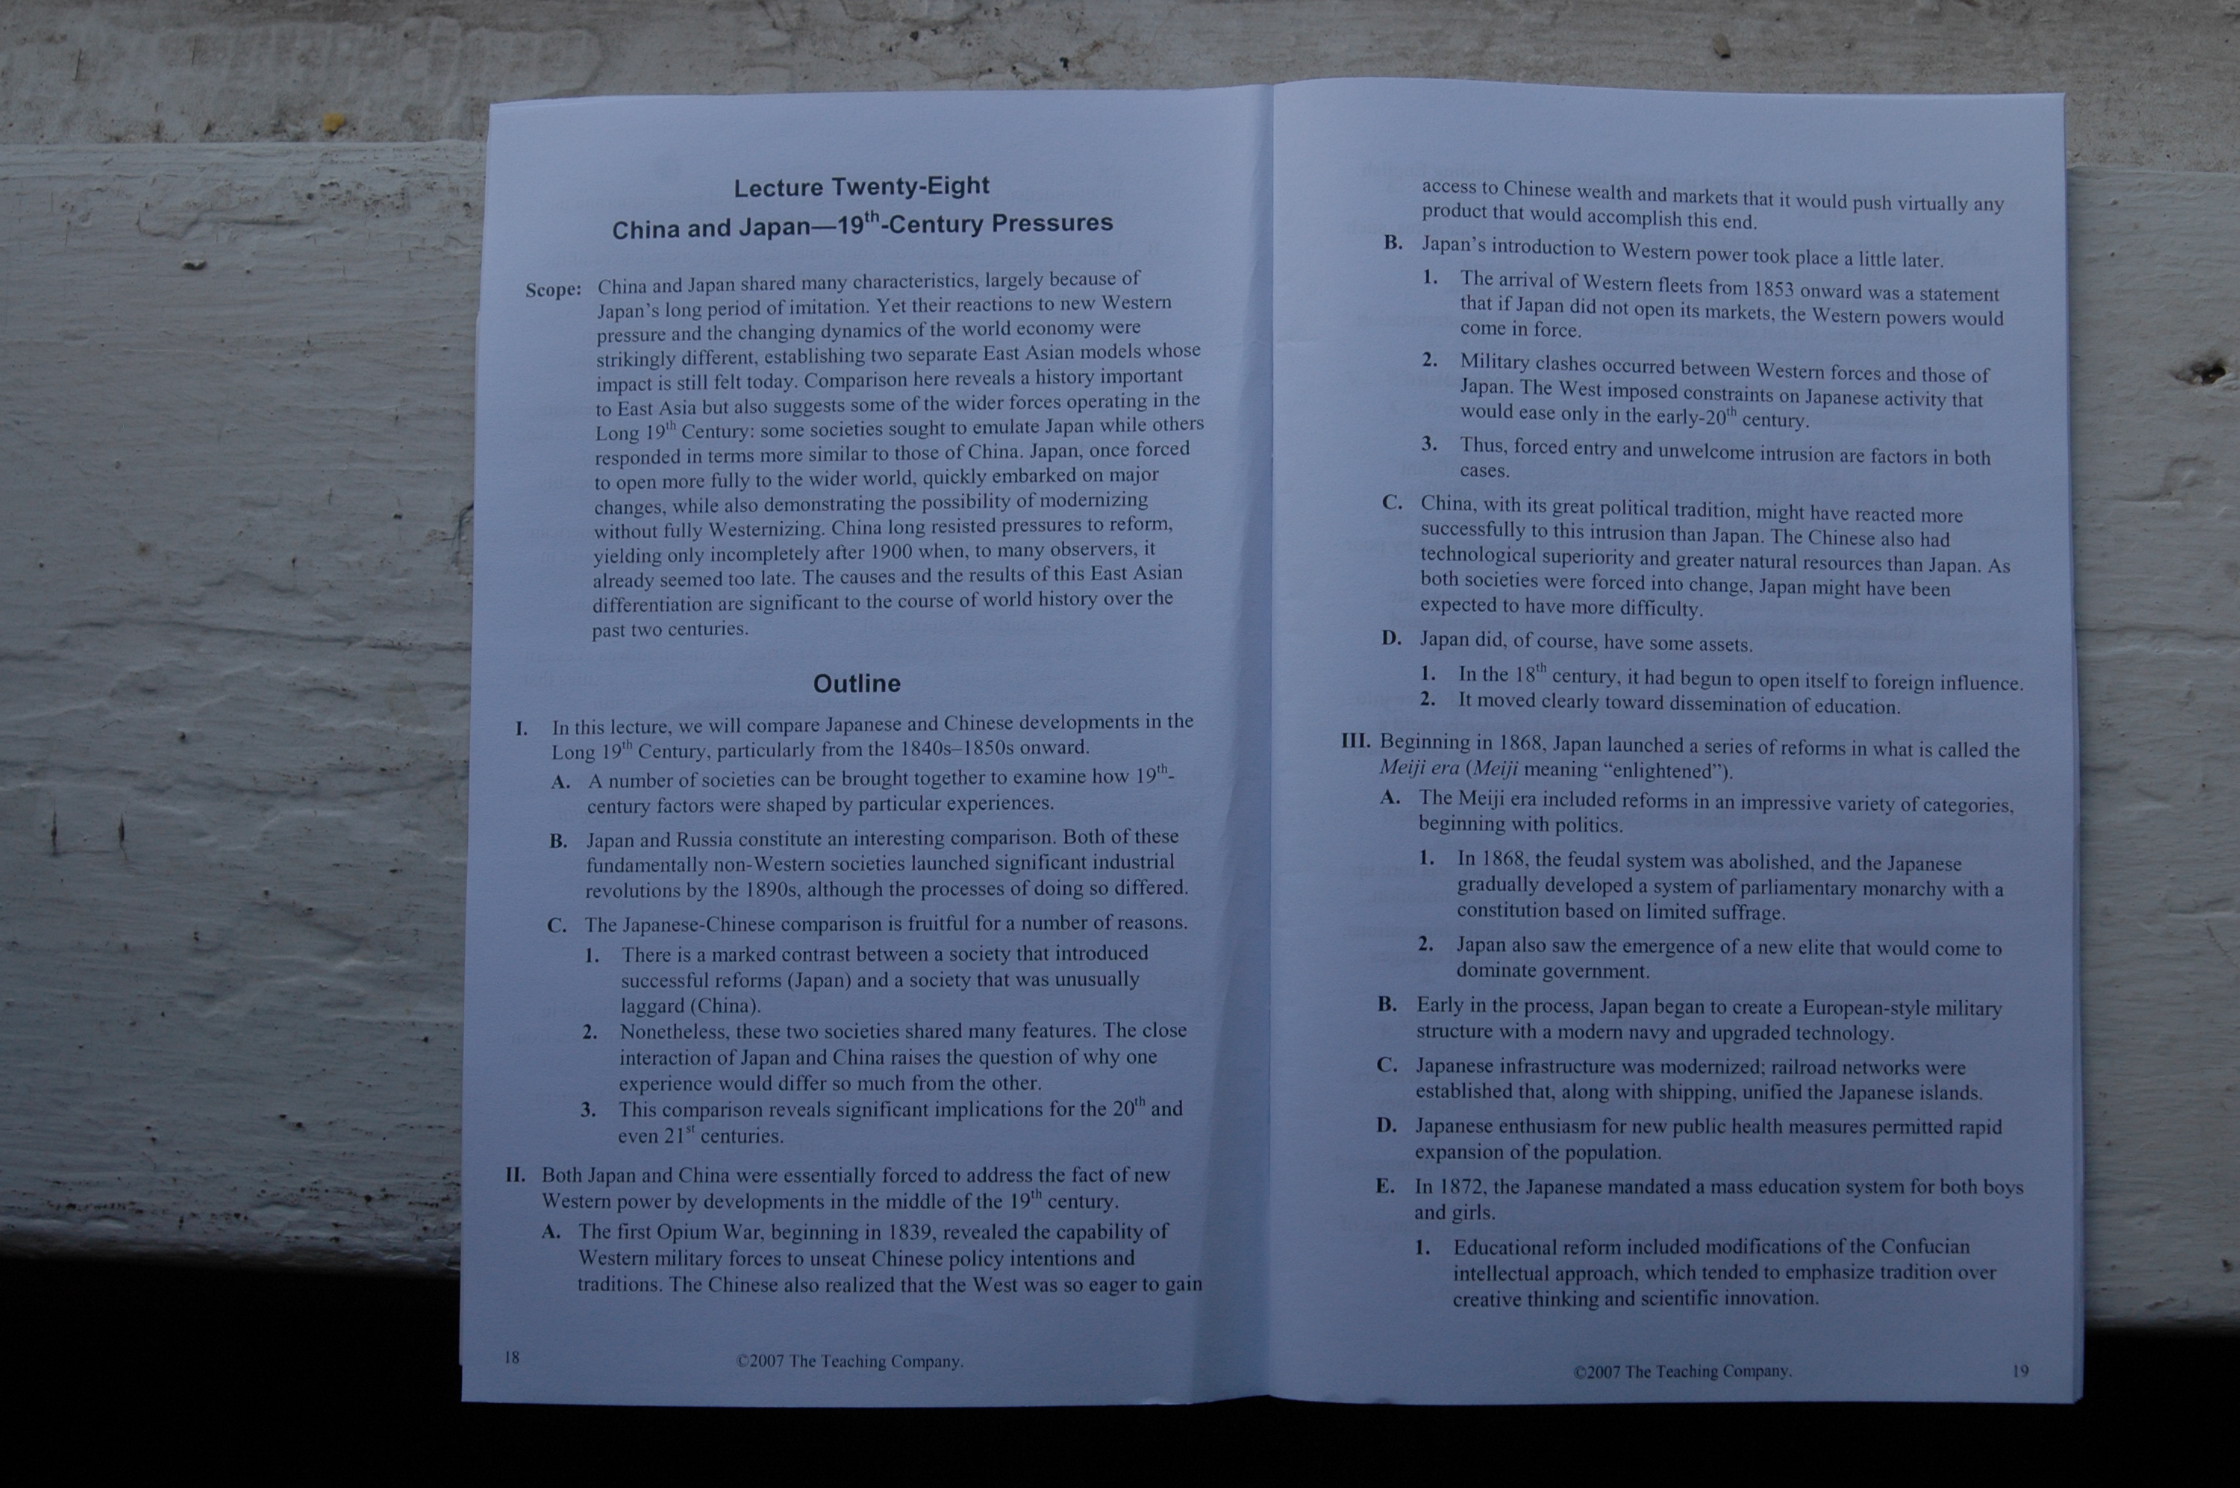 Lecture Twenty-Eight
China and Japan—19th-Century Pressures
Scope: China and Japan shared many characteristics, largely because of
Japan's long period of imitation. Yet their reactions to new Western
pressure and the changing dynamics of the world economy were
strikingly different, establishing two separate East Asian models whose
impact is still felt today. Comparison here reveals a history important
to East Asia but also suggests some of the wider forces operating in the
Long 19th Century: some societies sought to emulate Japan while others
responded in terms more similar to those of China. Japan, once forced
to open more fully to the wider world, quickly embarked on major
changes, while also demonstrating the possibility of modernizing
without fully Westernizing. China long resisted pressures to reform,
yielding only incompletely after 1900 when, to many observers, it
already seemed too late. The causes and the results of this East Asian
differentiation are significant to the course of world history over the
past two centuries.
Outline
I. In this lecture, we will compare Japanese and Chinese developments in the
Long 19th Century, particularly from the 1840s–1850s onward.
A. A number of societies can be brought together to examine how 19th-
century factors were shaped by particular experiences.
B. Japan and Russia constitute an interesting comparison. Both of these
fundamentally non-Western societies launched significant industrial
revolutions by the 1890s, although the processes of doing so differed.
C. The Japanese-Chinese comparison is fruitful for a number of reasons.
1. There is a marked contrast between a society that introduced
successful reforms (Japan) and a society that was unusually
laggard (China).
2. Nonetheless, these two societies shared many features. The close
interaction of Japan and China raises the question of why one
experience would differ so much from the other.
3. This comparison reveals significant implications for the 20th and
even 21st centuries.
II. Both Japan and China were essentially forced to address the fact of new
Western power by developments in the middle of the 19th century.
A. The first Opium War, beginning in 1839, revealed the capability of
Western military forces to unseat Chinese policy intentions and
traditions. The Chinese also realized that the West was so eager to gain
18
©2007 The Teaching Company.
access to Chinese wealth and markets that it would push virtually any
product that would accomplish this end.
B. Japan's introduction to Western power took place a little later.
1. The arrival of Western fleets from 1853 onward was a statement
that if Japan did not open its markets, the Western powers would
come in force.
2. Military clashes occurred between Western forces and those of
Japan. The West imposed constraints on Japanese activity that
would ease only in the early-20th century.
3. Thus, forced entry and unwelcome intrusion are factors in both
cases.
C. China, with its great political tradition, might have reacted more
successfully to this intrusion than Japan. The Chinese also had
technological superiority and greater natural resources than Japan. As
both societies were forced into change, Japan might have been
expected to have more difficulty.
D. Japan did, of course, have some assets.
1. In the 18th century, it had begun to open itself to foreign influence.
2. It moved clearly toward dissemination of education.
III. Beginning in 1868, Japan launched a series of reforms in what is called the
Meiji era (Meiji meaning “enlightened”).
A. The Meiji era included reforms in an impressive variety of categories,
beginning with politics.
1. In 1868, the feudal system was abolished, and the Japanese
gradually developed a system of parliamentary monarchy with a
constitution based on limited suffrage.
2. Japan also saw the emergence of a new elite that would come to
dominate government.
B. Early in the process, Japan began to create a European-style military
structure with a modern navy and upgraded technology.
C. Japanese infrastructure was modernized; railroad networks were
established that, along with shipping, unified the Japanese islands.
D. Japanese enthusiasm for new public health measures permitted rapid
expansion of the population.
E. In 1872, the Japanese mandated a mass education system for both boys
and girls.
1. Educational reform included modifications of the Confucian
intellectual approach, which tended to emphasize tradition over
creative thinking and scientific innovation.
©2007 The Teaching Company.
19